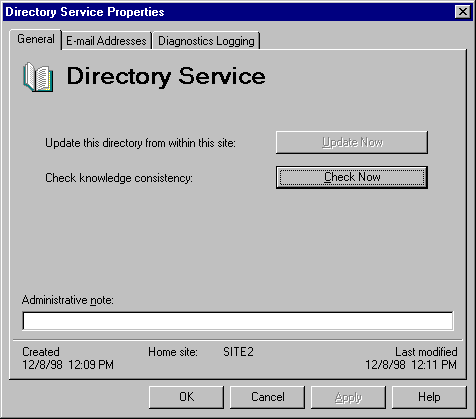 Directory Service Properties
General E-mail Addresses Diagnostics Logging
Directory Service
Update this directory from within this site: Update Now
Check knowledge consistency: Check Now
Administrative note:
Created Home site: SITE2 Last modified
12/8/98 12:09 PM 12/8/98 12:11 PM
OK Cancel Apply Help